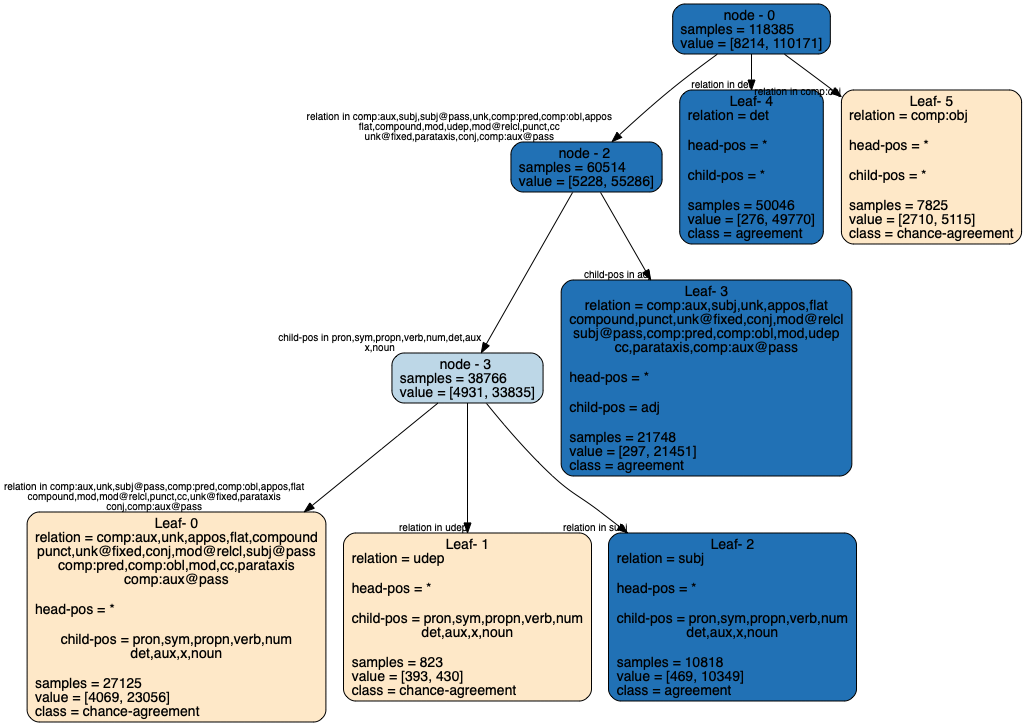 node - 0
samples = 118385
value = [8214, 110171]
relation in det
relation in comp:obj
relation in comp:aux,subj,subj@pass,unk,comp:pred,comp:obl,appos
flat,compound,mod,udep,mod@relcl,punct,cc
unk@fixed,parataxis,conj,comp:aux@pass
Leaf- 4
relation = det
head-pos = *
child-pos = *
samples = 50046
value = [276, 49770]
class = agreement
Leaf- 5
relation = comp:obj
head-pos = *
child-pos = *
samples = 7825
value = [2710, 5115]
class = chance-agreement
node - 2
samples = 60514
value = [5228, 55286]
child-pos in adj
Leaf- 3
relation = comp:aux,subj,unk,appos,flat
compound,punct,unk@fixed,conj,mod@relcl
subj@pass,comp:pred,comp:obl,mod,udep
cc,parataxis,comp:aux@pass
head-pos = *
child-pos = adj
samples = 21748
value = [297, 21451]
class = agreement
child-pos in pron,sym,propn,verb,num,det,aux
x,noun
node - 3
samples = 38766
value = [4931, 33835]
relation in comp:aux,unk,subj@pass,comp:pred,comp:obl,appos,flat
compound,mod,mod@relcl,punct,cc,unk@fixed,parataxis
conj,comp:aux@pass
relation in udep
relation in subj
Leaf- 0
relation = comp:aux,unk,appos,flat,compound
punct,unk@fixed,conj,mod@relcl,subj@pass
comp:pred,comp:obl,mod,cc,parataxis
comp:aux@pass
head-pos = *
child-pos = pron,sym,propn,verb,num
det,aux,x,noun
samples = 27125
value = [4069, 23056]
class = chance-agreement
Leaf- 1
relation = udep
head-pos = *
child-pos = pron,sym,propn,verb,num
det,aux,x,noun
samples = 823
value = [393, 430]
class = chance-agreement
Leaf- 2
relation = subj
head-pos = *
child-pos = pron,sym,propn,verb,num
det,aux,x,noun
samples = 10818
value = [469, 10349]
class = agreement